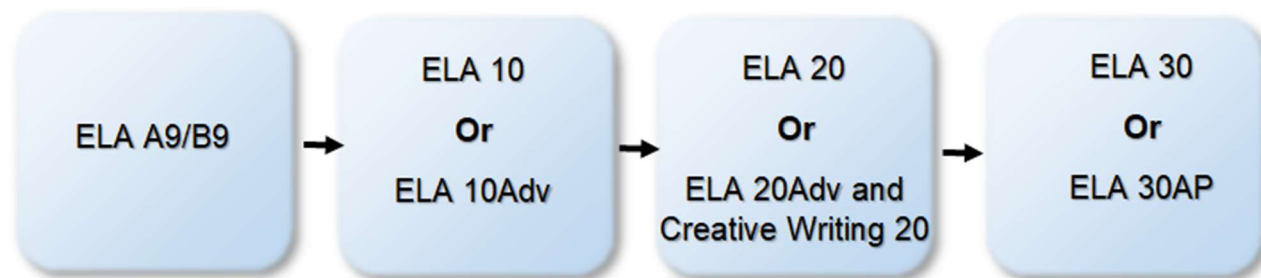 ELA A9/B9
ELA 10
Or
ELA 10Adv
ELA 20
Or
ELA 20Adv and
Creative Writing 20
ELA 30
Or
ELA 30AP